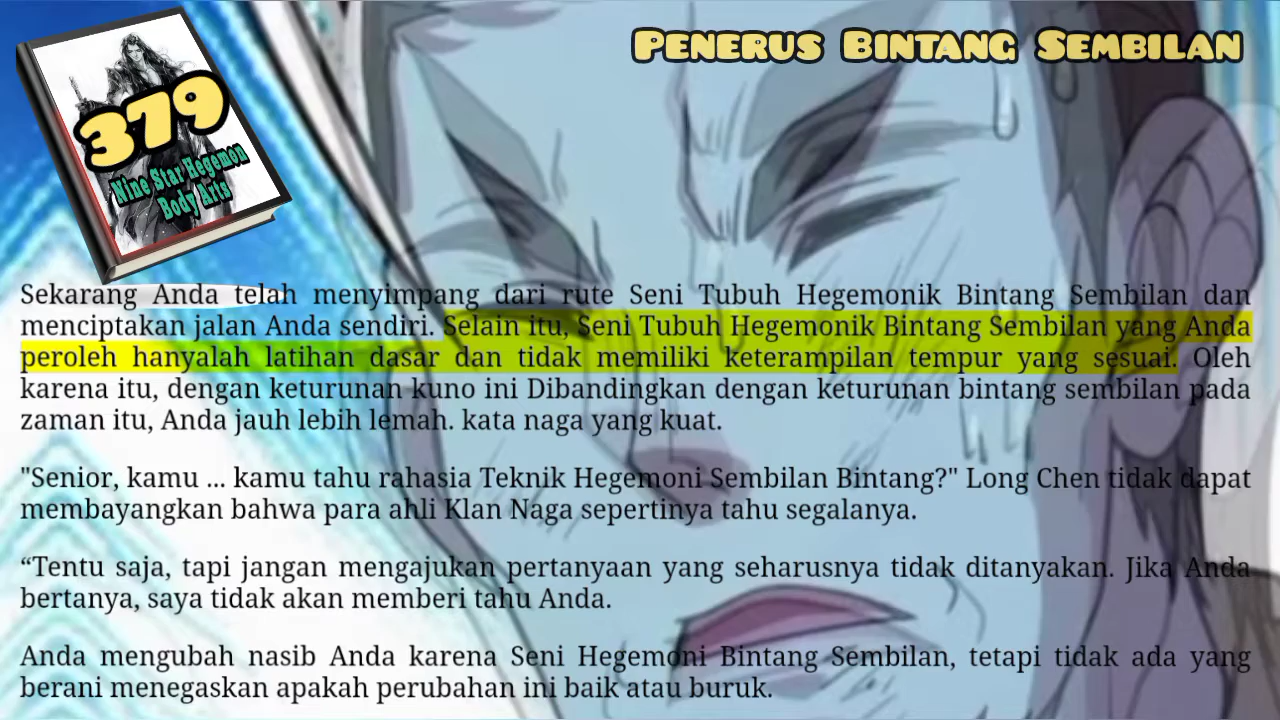 Penerus Bintang Sembilan
379
Nine Star Hegemon
Body Arts
Sekarang Anda telah menyimpang dari rute Seni Tubuh Hegemonik Bintang Sembilan dan
menciptakan jalan Anda sendiri. Selain itu, Seni Tubuh Hegemonik Bintang Sembilan yang Anda
peroleh hanyalah latihan dasar dan tidak memiliki keterampilan tempur yang sesuai. Oleh
karena itu, dengan keturunan kuno ini Dibandingkan dengan keturunan bintang sembilan pada
zaman itu, Anda jauh lebih lemah. kata naga yang kuat.
"Senior, kamu ... kamu tahu rahasia Teknik Hegemoni Sembilan Bintang?" Long Chen tidak dapat
membayangkan bahwa para ahli Klan Naga sepertinya tahu segalanya.
“Tentu saja, tapi jangan mengajukan pertanyaan yang seharusnya tidak ditanyakan. Jika Anda
bertanya, saya tidak akan memberi tahu Anda.
Anda mengubah nasib Anda karena Seni Hegemoni Bintang Sembilan, tetapi tidak ada yang
berani menegaskan apakah perubahan ini baik atau buruk.